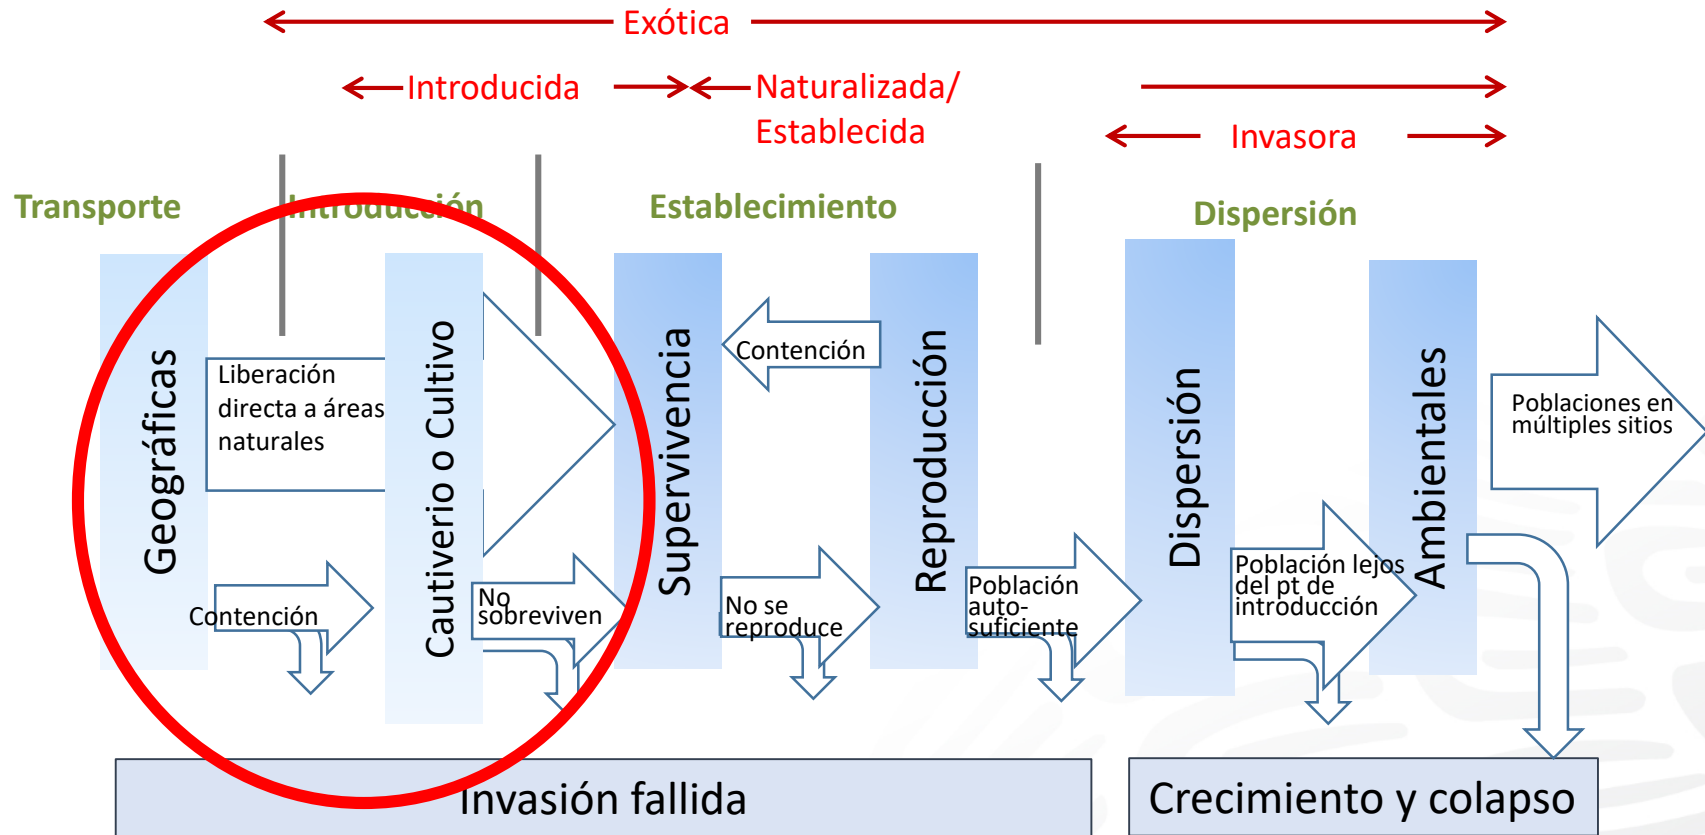 Exótica
Introducida
Naturalizada/
Establecida
Invasora
Transporte
Introducción
Establecimiento
Dispersión
Geográficas
Liberación
directa a áreas
naturales
Contención
Cautiverio o Cultivo
No
sobreviven
Supervivencia
Contención
No se
reproduce
Reproducción
Población
auto-
suficiente
Dispersión
Población lejos
del pt de
introducción
Ambientales
Poblaciones en
múltiples sitios
Invasión fallida
Crecimiento y colapso